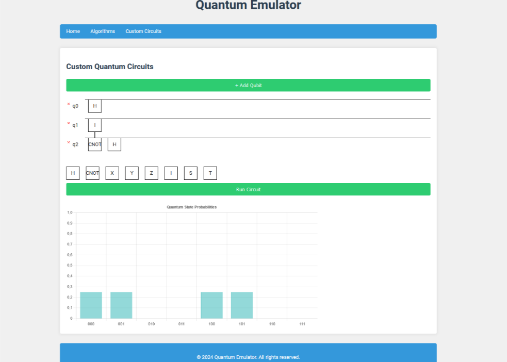 Quantum Emulator
Home Algorithms Custom Circuits
Custom Quantum Circuits
+ Add Qubit
* q0 H
* q1 I
* q2 CNOT H
H CNOT X Y Z I S T
Run Circuit
Quantum State Probabilities
1.0
0.9
0.8
0.7
0.6
0.5
0.4
0.3
0.2
0.1
0
000 001 010 011 100 101 110 111
© 2024 Quantum Emulator. All rights reserved.